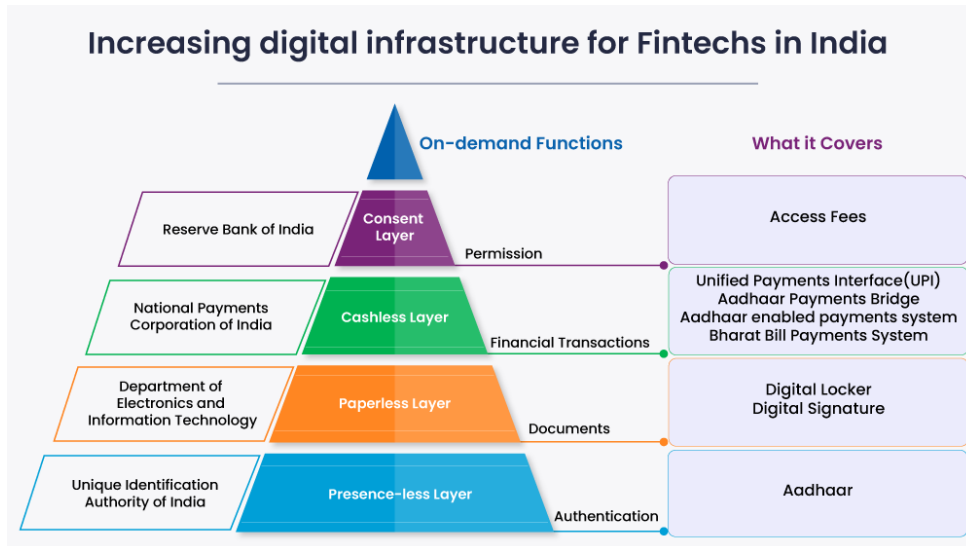 Increasing digital infrastructure for Fintechs in India
On-demand Functions
What it Covers
Reserve Bank of India
Consent
Layer
Permission
Access Fees
National Payments
Corporation of India
Cashless Layer
Financial Transactions
Unified Payments Interface(UPI)
Aadhaar Payments Bridge
Aadhaar enabled payments system
Bharat Bill Payments System
Department of
Electronics and
Information Technology
Paperless Layer
Documents
Digital Locker
Digital Signature
Unique Identification
Authority of India
Presence-less Layer
Authentication
Aadhaar